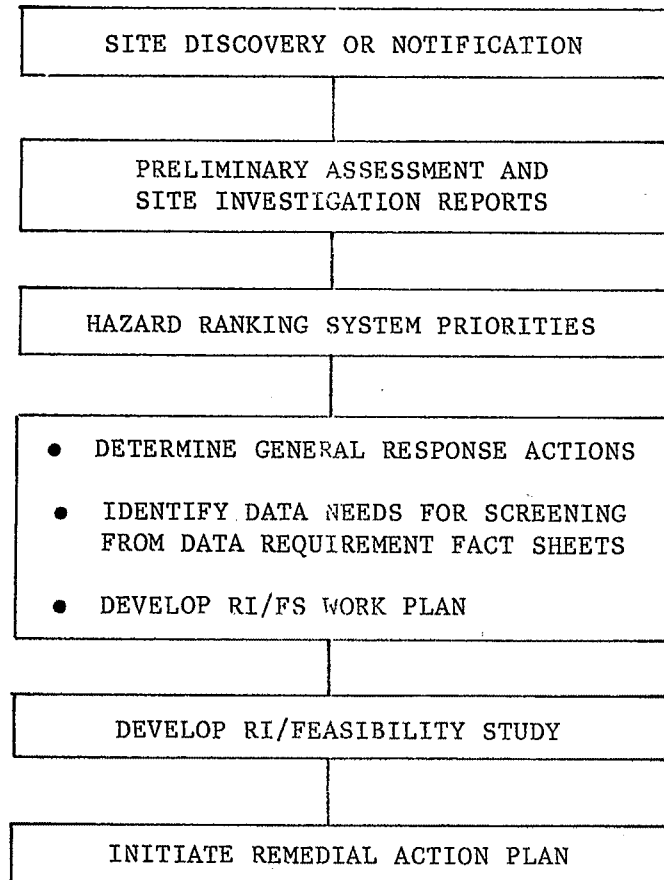 SITE DISCOVERY OR NOTIFICATION
PRELIMINARY ASSESSMENT AND
SITE INVESTIGATION REPORTS
HAZARD RANKING SYSTEM PRIORITIES
● DETERMINE GENERAL RESPONSE ACTIONS
● IDENTIFY DATA NEEDS FOR SCREENING
FROM DATA REQUIREMENT FACT SHEETS
● DEVELOP RI/FS WORK PLAN
DEVELOP RI/FEASIBILITY STUDY
INITIATE REMEDIAL ACTION PLAN